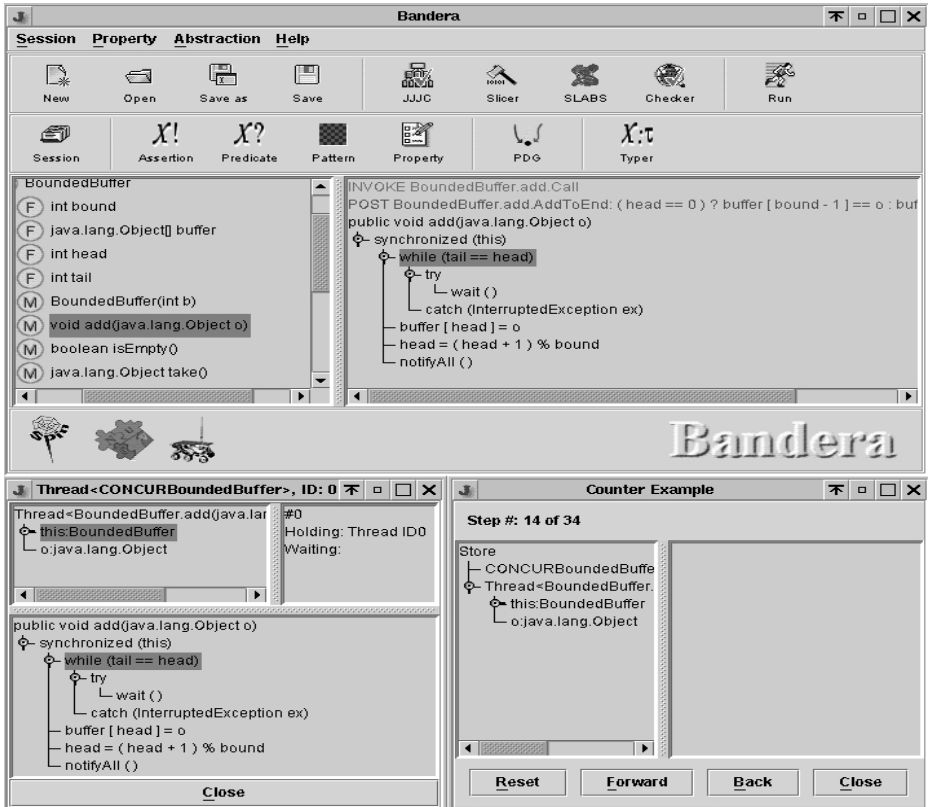 Bandera
Session Property Abstraction Help
New Open Save as Save JJJC Slicer SLABS Checker Run
X! X? X:τ
Session Assertion Predicate Pattern Property PDG Typer
BoundedBuffer
F int bound
F java.lang.Object[] buffer
F int head
F int tail
M BoundedBuffer(int b)
M void add(java.lang.Object o)
M boolean isEmpty()
M java.lang.Object take()
INVOKE BoundedBuffer.add.Call
POST BoundedBuffer.add.AddToEnd: ( head == 0 ) ? buffer [ bound - 1 ] == o : buf
public void add(java.lang.Object o)
synchronized (this)
while (tail == head)
try
wait ()
catch (InterruptedException ex)
buffer [ head ] = o
head = ( head + 1 ) % bound
notifyAll ()
SPIN
Bandera
Thread<CONCURBoundedBuffer>, ID: 0
Thread<BoundedBuffer.add(java.lar
this:BoundedBuffer
o:java.lang.Object
#0
Holding: Thread ID0
Waiting:
public void add(java.lang.Object o)
synchronized (this)
while (tail == head)
try
wait ()
catch (InterruptedException ex)
buffer [ head ] = o
head = ( head + 1 ) % bound
notifyAll ()
Close
Counter Example
Step #: 14 of 34
Store
CONCURBoundedBuffe
Thread<BoundedBuffer.
this:BoundedBuffer
o:java.lang.Object
Reset Forward Back Close